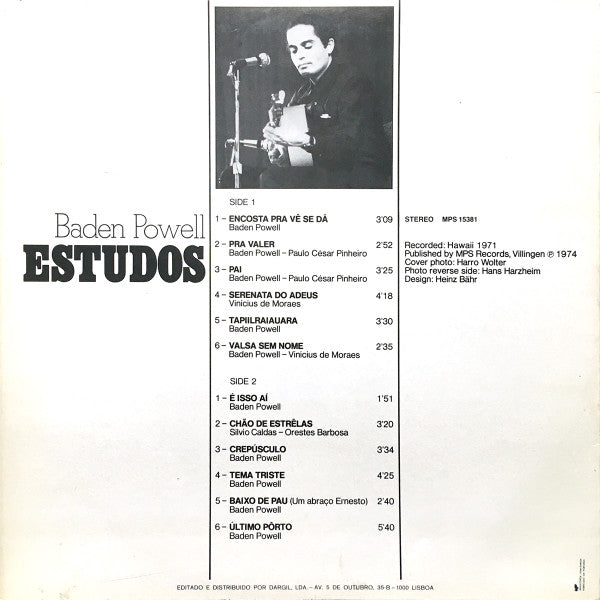 Baden Powell
ESTUDOS
SIDE 1
1 – ENCOSTA PRA VÊ SE DÁ 3'09
Baden Powell
2 – PRA VALER 2'52
Baden Powell – Paulo César Pinheiro
3 – PAI 3'25
Baden Powell – Paulo César Pinheiro
4 – SERENATA DO ADEUS 4'18
Vinicius de Moraes
5 – TAPIILRAIAUARA 3'30
Baden Powell
6 – VALSA SEM NOME 2'35
Baden Powell – Vinicius de Moraes
SIDE 2
1 – É ISSO AÍ 1'51
Baden Powell
2 – CHÃO DE ESTRÊLAS 3'20
Silvio Caldas – Orestes Barbosa
3 – CREPÚSCULO 3'34
Baden Powell
4 – TEMA TRISTE 4'25
Baden Powell
5 – BAIXO DE PAU (Um abraço Ernesto) 2'40
Baden Powell
6 – ÚLTIMO PÔRTO 5'40
Baden Powell
STEREO MPS 15381
Recorded: Hawaii 1971
Published by MPS Records, Villingen ℗ 1974
Cover photo: Harro Wolter
Photo reverse side: Hans Harzheim
Design: Heinz Bähr
EDITADO E DISTRIBUIDO POR DARGIL, LDA. – AV. 5 DE OUTUBRO, 35-B – 1000 LISBOA